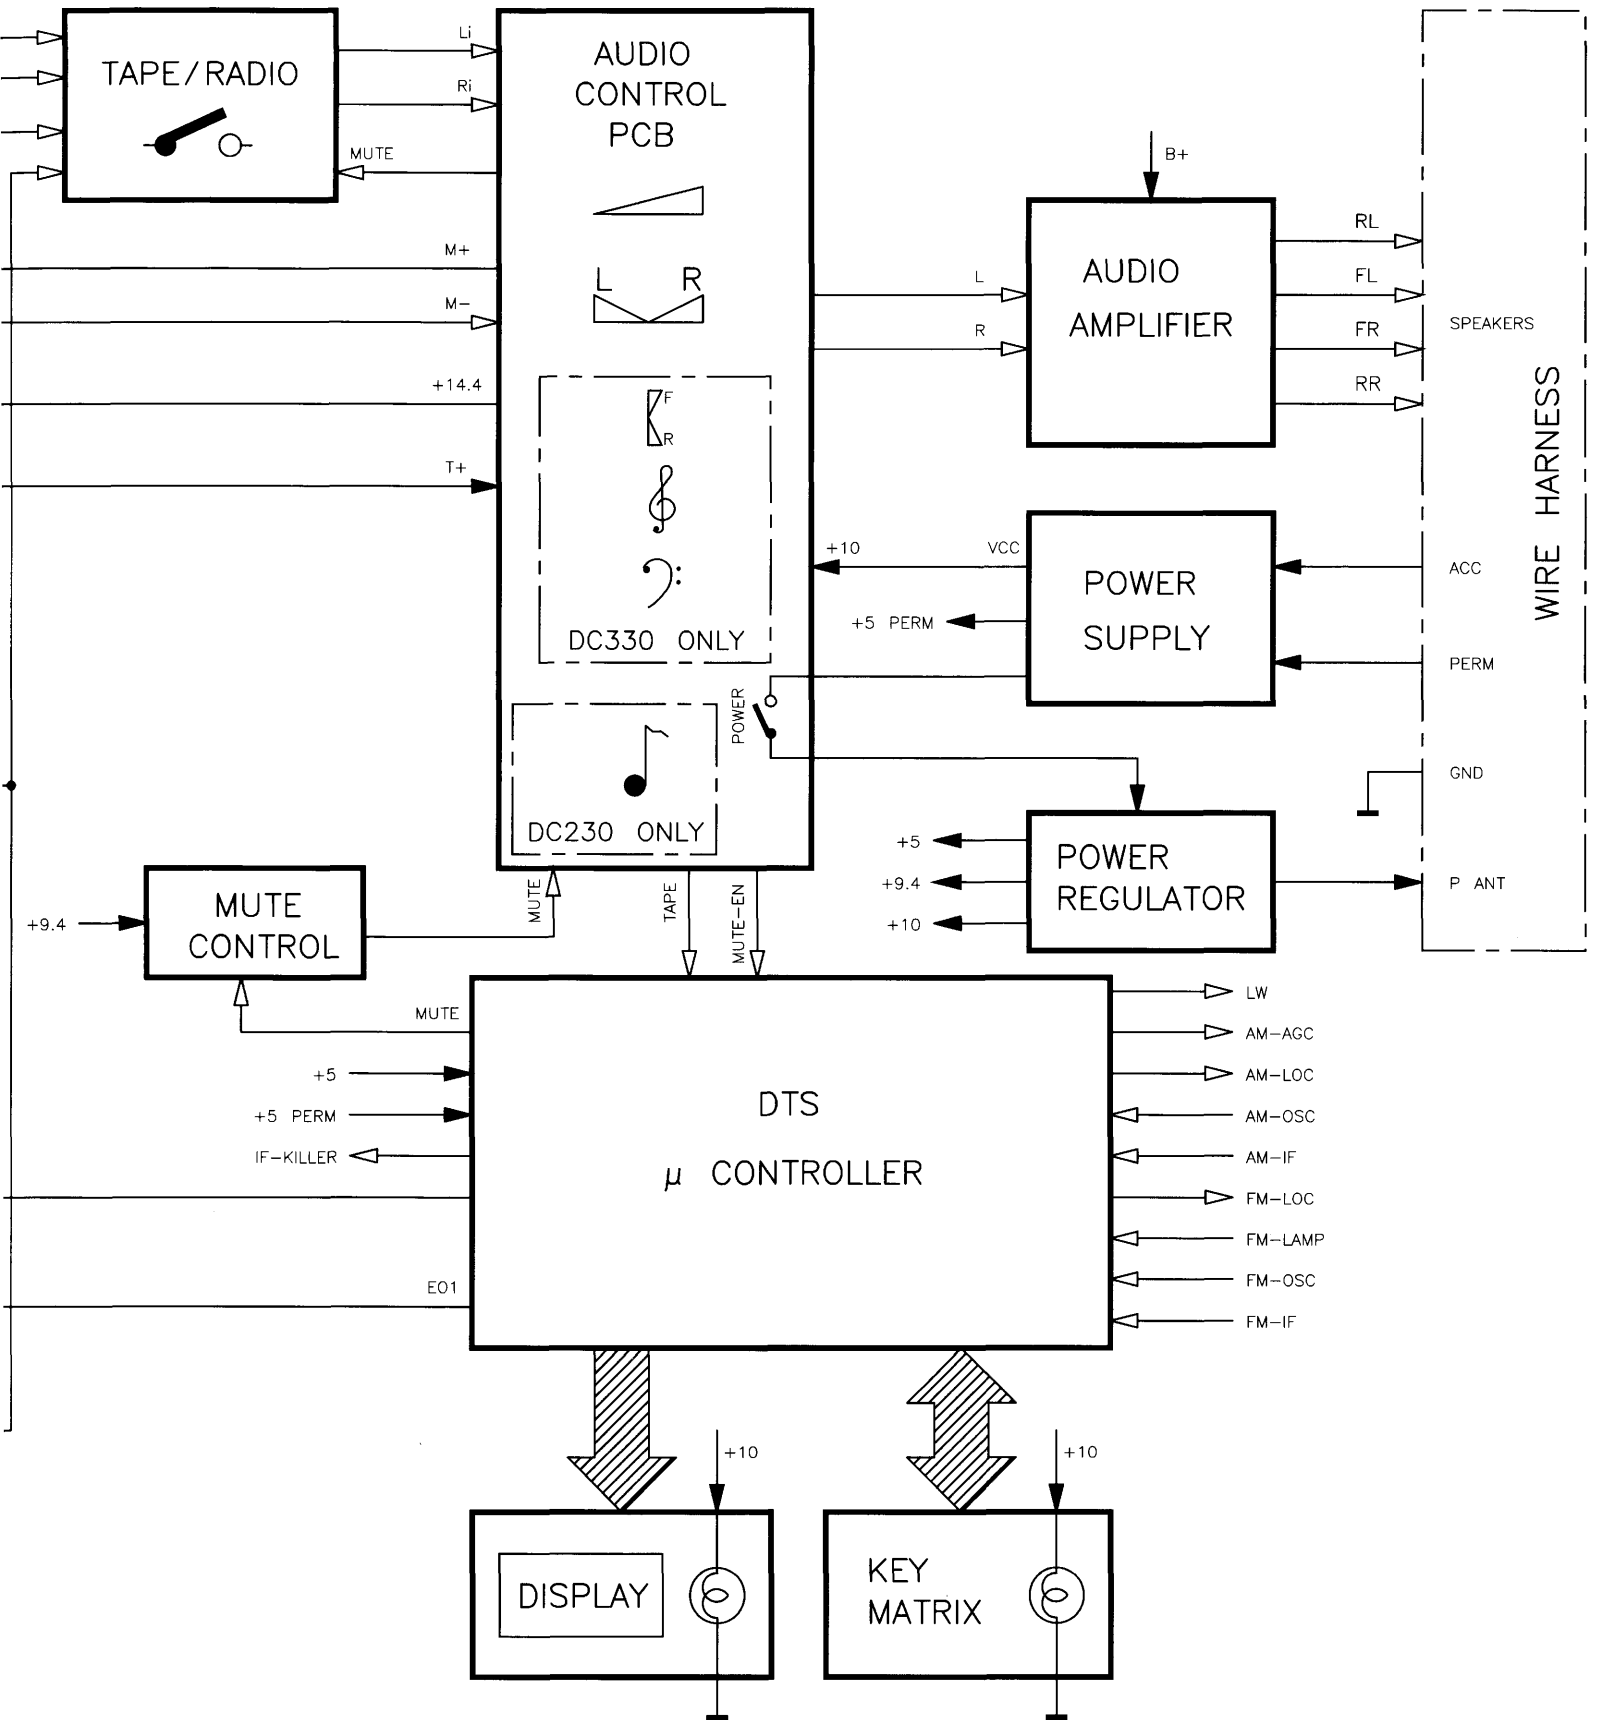 TAPE/RADIO
Li
Ri
MUTE
M+
M−
+14.4
T+
AUDIO
CONTROL
PCB
L R
F
R
DC330 ONLY
DC230 ONLY
POWER
B+
L
R
AUDIO
AMPLIFIER
RL
FL
FR
RR
SPEAKERS
WIRE HARNESS
+10
VCC
+5 PERM
POWER
SUPPLY
ACC
PERM
GND
P ANT
+5
+9.4
+10
POWER
REGULATOR
+9.4
MUTE
CONTROL
MUTE
TAPE
MUTE-EN
MUTE
+5
+5 PERM
IF-KILLER
EO1
DTS
μ CONTROLLER
LW
AM-AGC
AM-LOC
AM-OSC
AM-IF
FM-LOC
FM-LAMP
FM-OSC
FM-IF
+10
DISPLAY
+10
KEY
MATRIX